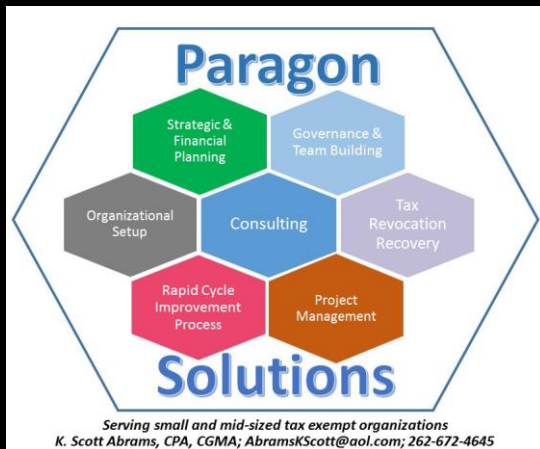 Paragon
Strategic &
Financial
Planning
Governance &
Team Building
Organizational
Setup
Consulting
Tax
Revocation
Recovery
Rapid Cycle
Improvement
Process
Project
Management
Solutions
Serving small and mid-sized tax exempt organizations
K. Scott Abrams, CPA, CGMA; AbramsKScott@aol.com; 262-672-4645